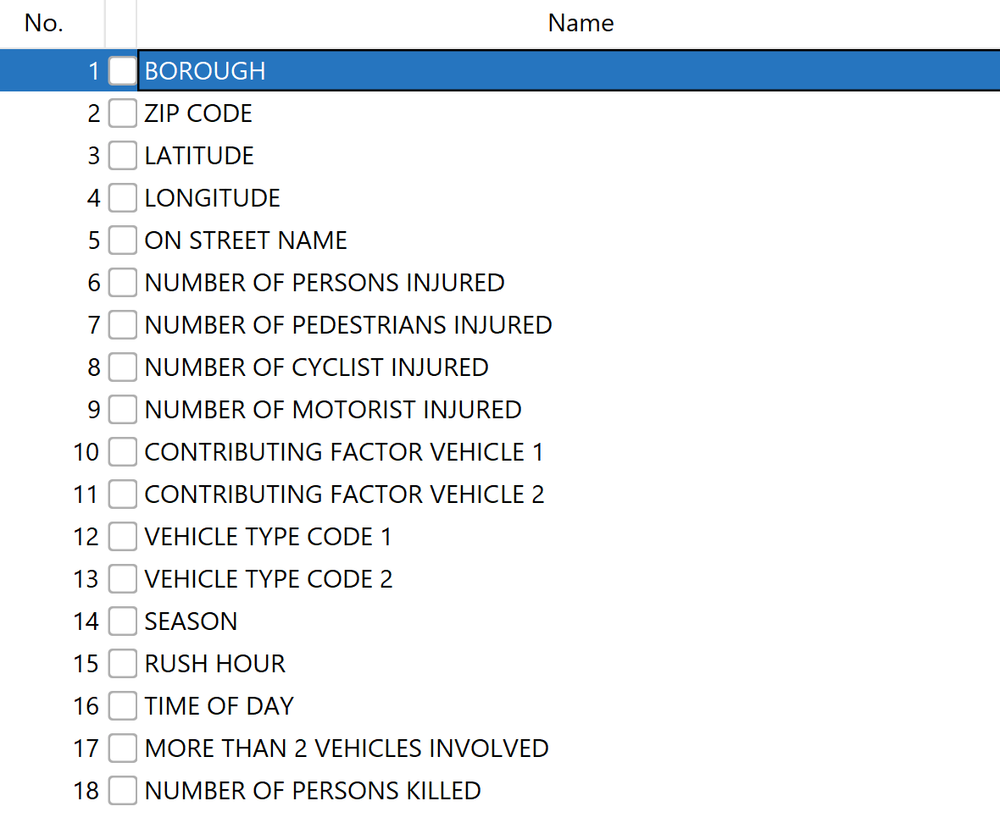 No. Name
1 BOROUGH
2 ZIP CODE
3 LATITUDE
4 LONGITUDE
5 ON STREET NAME
6 NUMBER OF PERSONS INJURED
7 NUMBER OF PEDESTRIANS INJURED
8 NUMBER OF CYCLIST INJURED
9 NUMBER OF MOTORIST INJURED
10 CONTRIBUTING FACTOR VEHICLE 1
11 CONTRIBUTING FACTOR VEHICLE 2
12 VEHICLE TYPE CODE 1
13 VEHICLE TYPE CODE 2
14 SEASON
15 RUSH HOUR
16 TIME OF DAY
17 MORE THAN 2 VEHICLES INVOLVED
18 NUMBER OF PERSONS KILLED